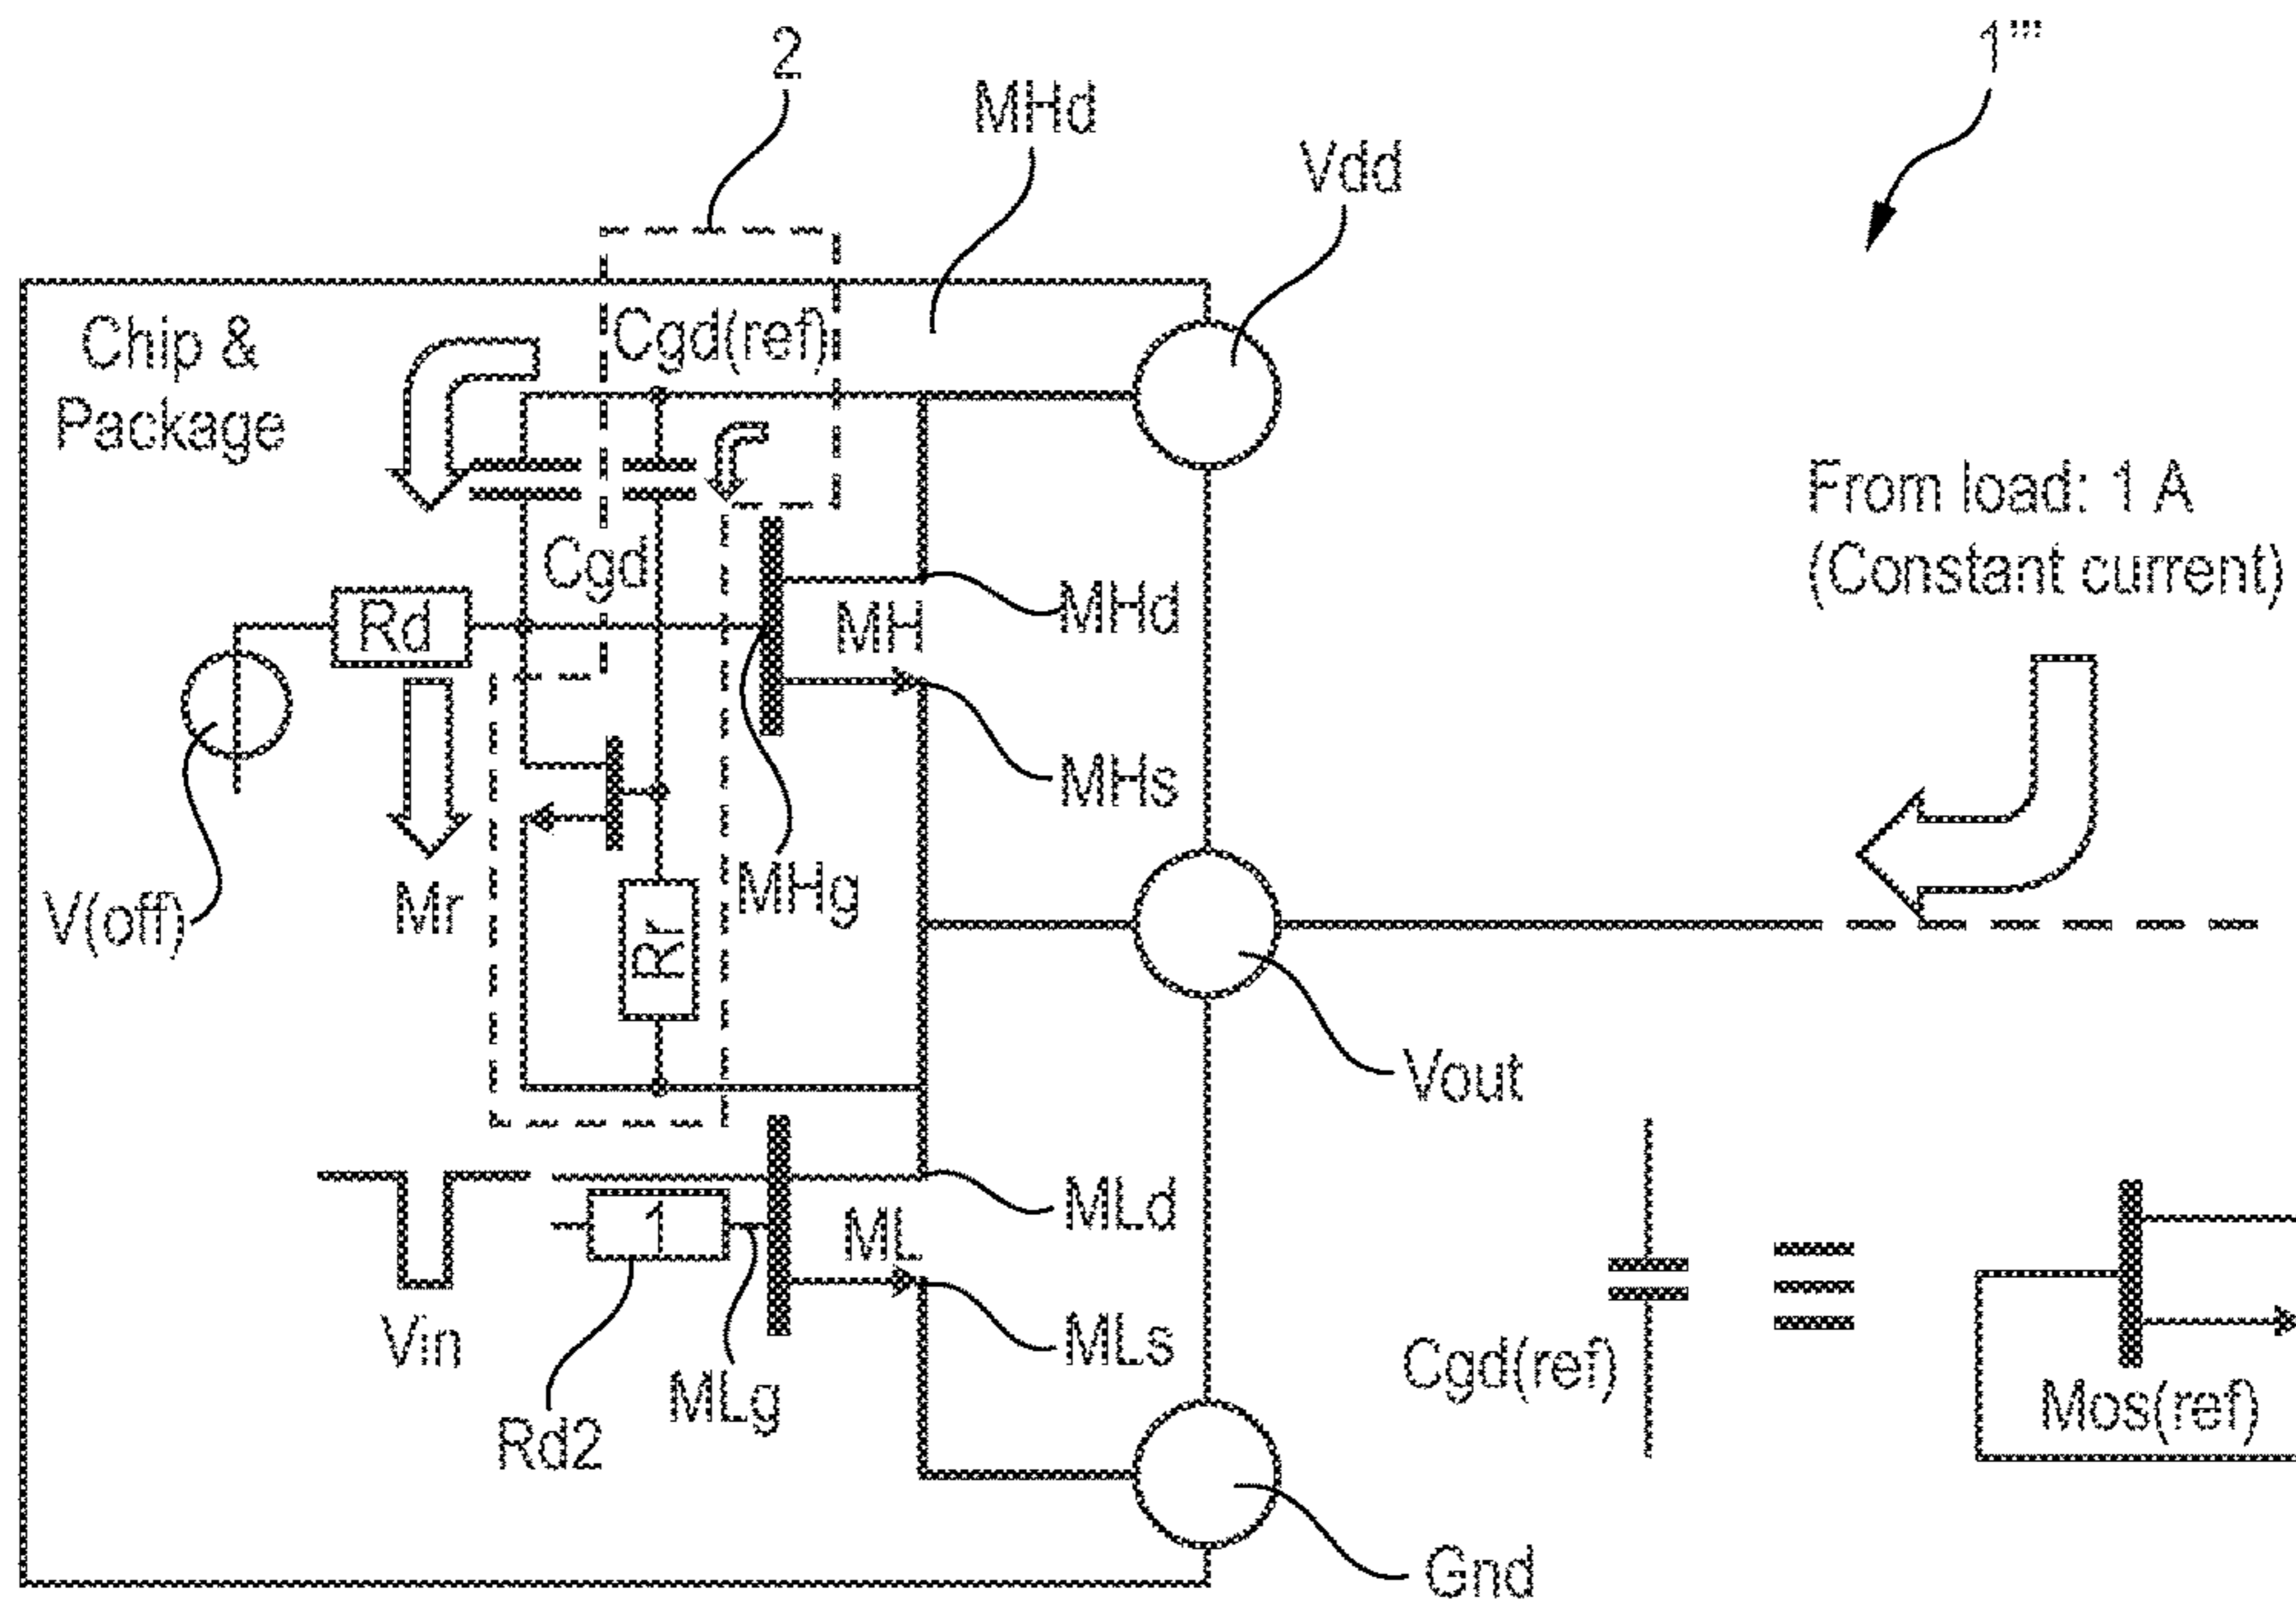 2
1'''
MHd
Vdd
Chip &
Package
Cgd(ref)
From load: 1 A
(Constant current)
Cgd
Rd
MH
MHd
MHs
V(off)
Mr
MHg
Rr
Vout
MLd
1
ML
Vin
MLs
MLg
Rd2
Cgd(ref)
Mos(ref)
Gnd